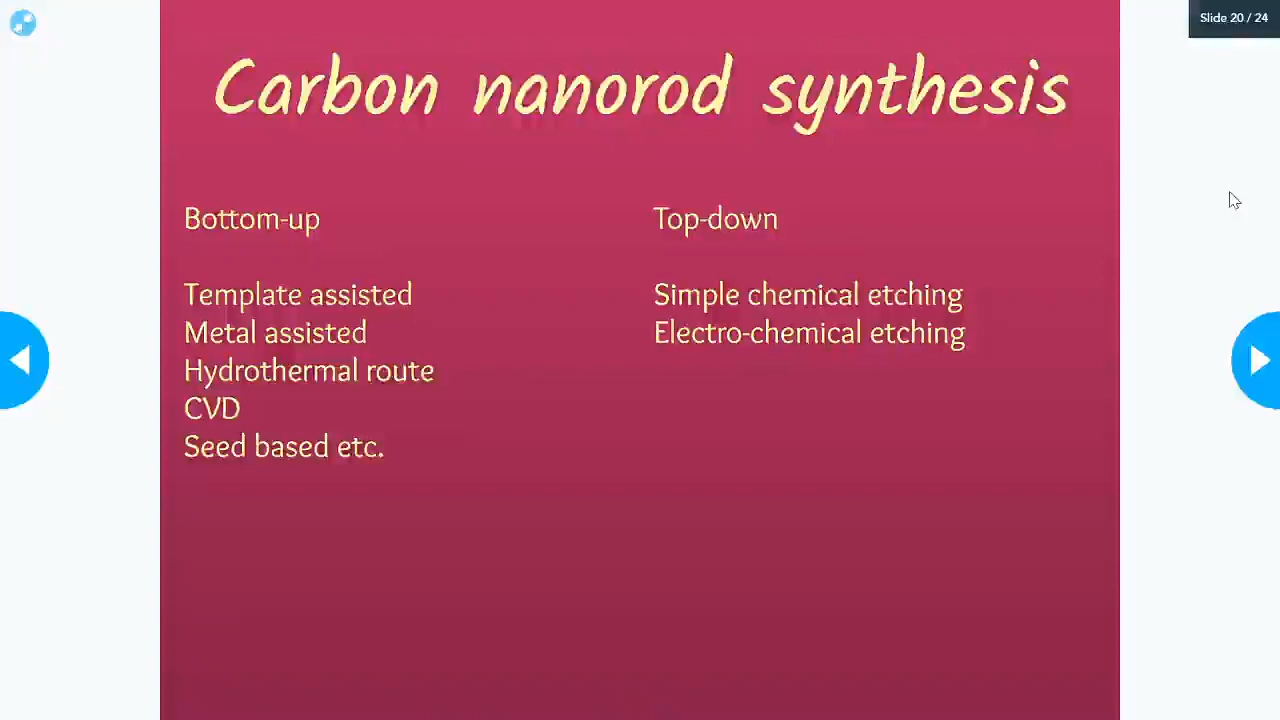 Slide 20 / 24
Carbon nanorod synthesis
Bottom-up
Template assisted
Metal assisted
Hydrothermal route
CVD
Seed based etc.
Top-down
Simple chemical etching
Electro-chemical etching